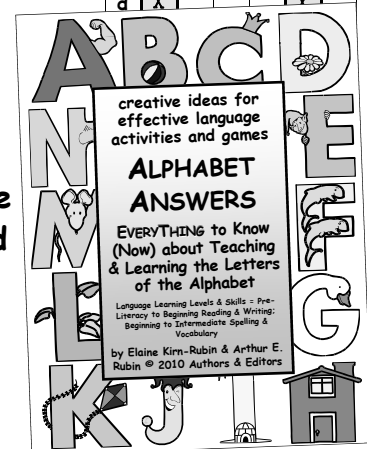 A B C D
creative ideas for
effective language
activities and games
ALPHABET
ANSWERS
EVERYTHING to Know
(Now) about Teaching
& Learning the Letters
of the Alphabet
Language Learning Levels & Skills = Pre-
Literacy to Beginning Reading & Writing;
Beginning to Intermediate Spelling &
Vocabulary
by Elaine Kirn-Rubin & Arthur E.
Rubin © 2010 Authors & Editors
N E
M F
L G
K J I H